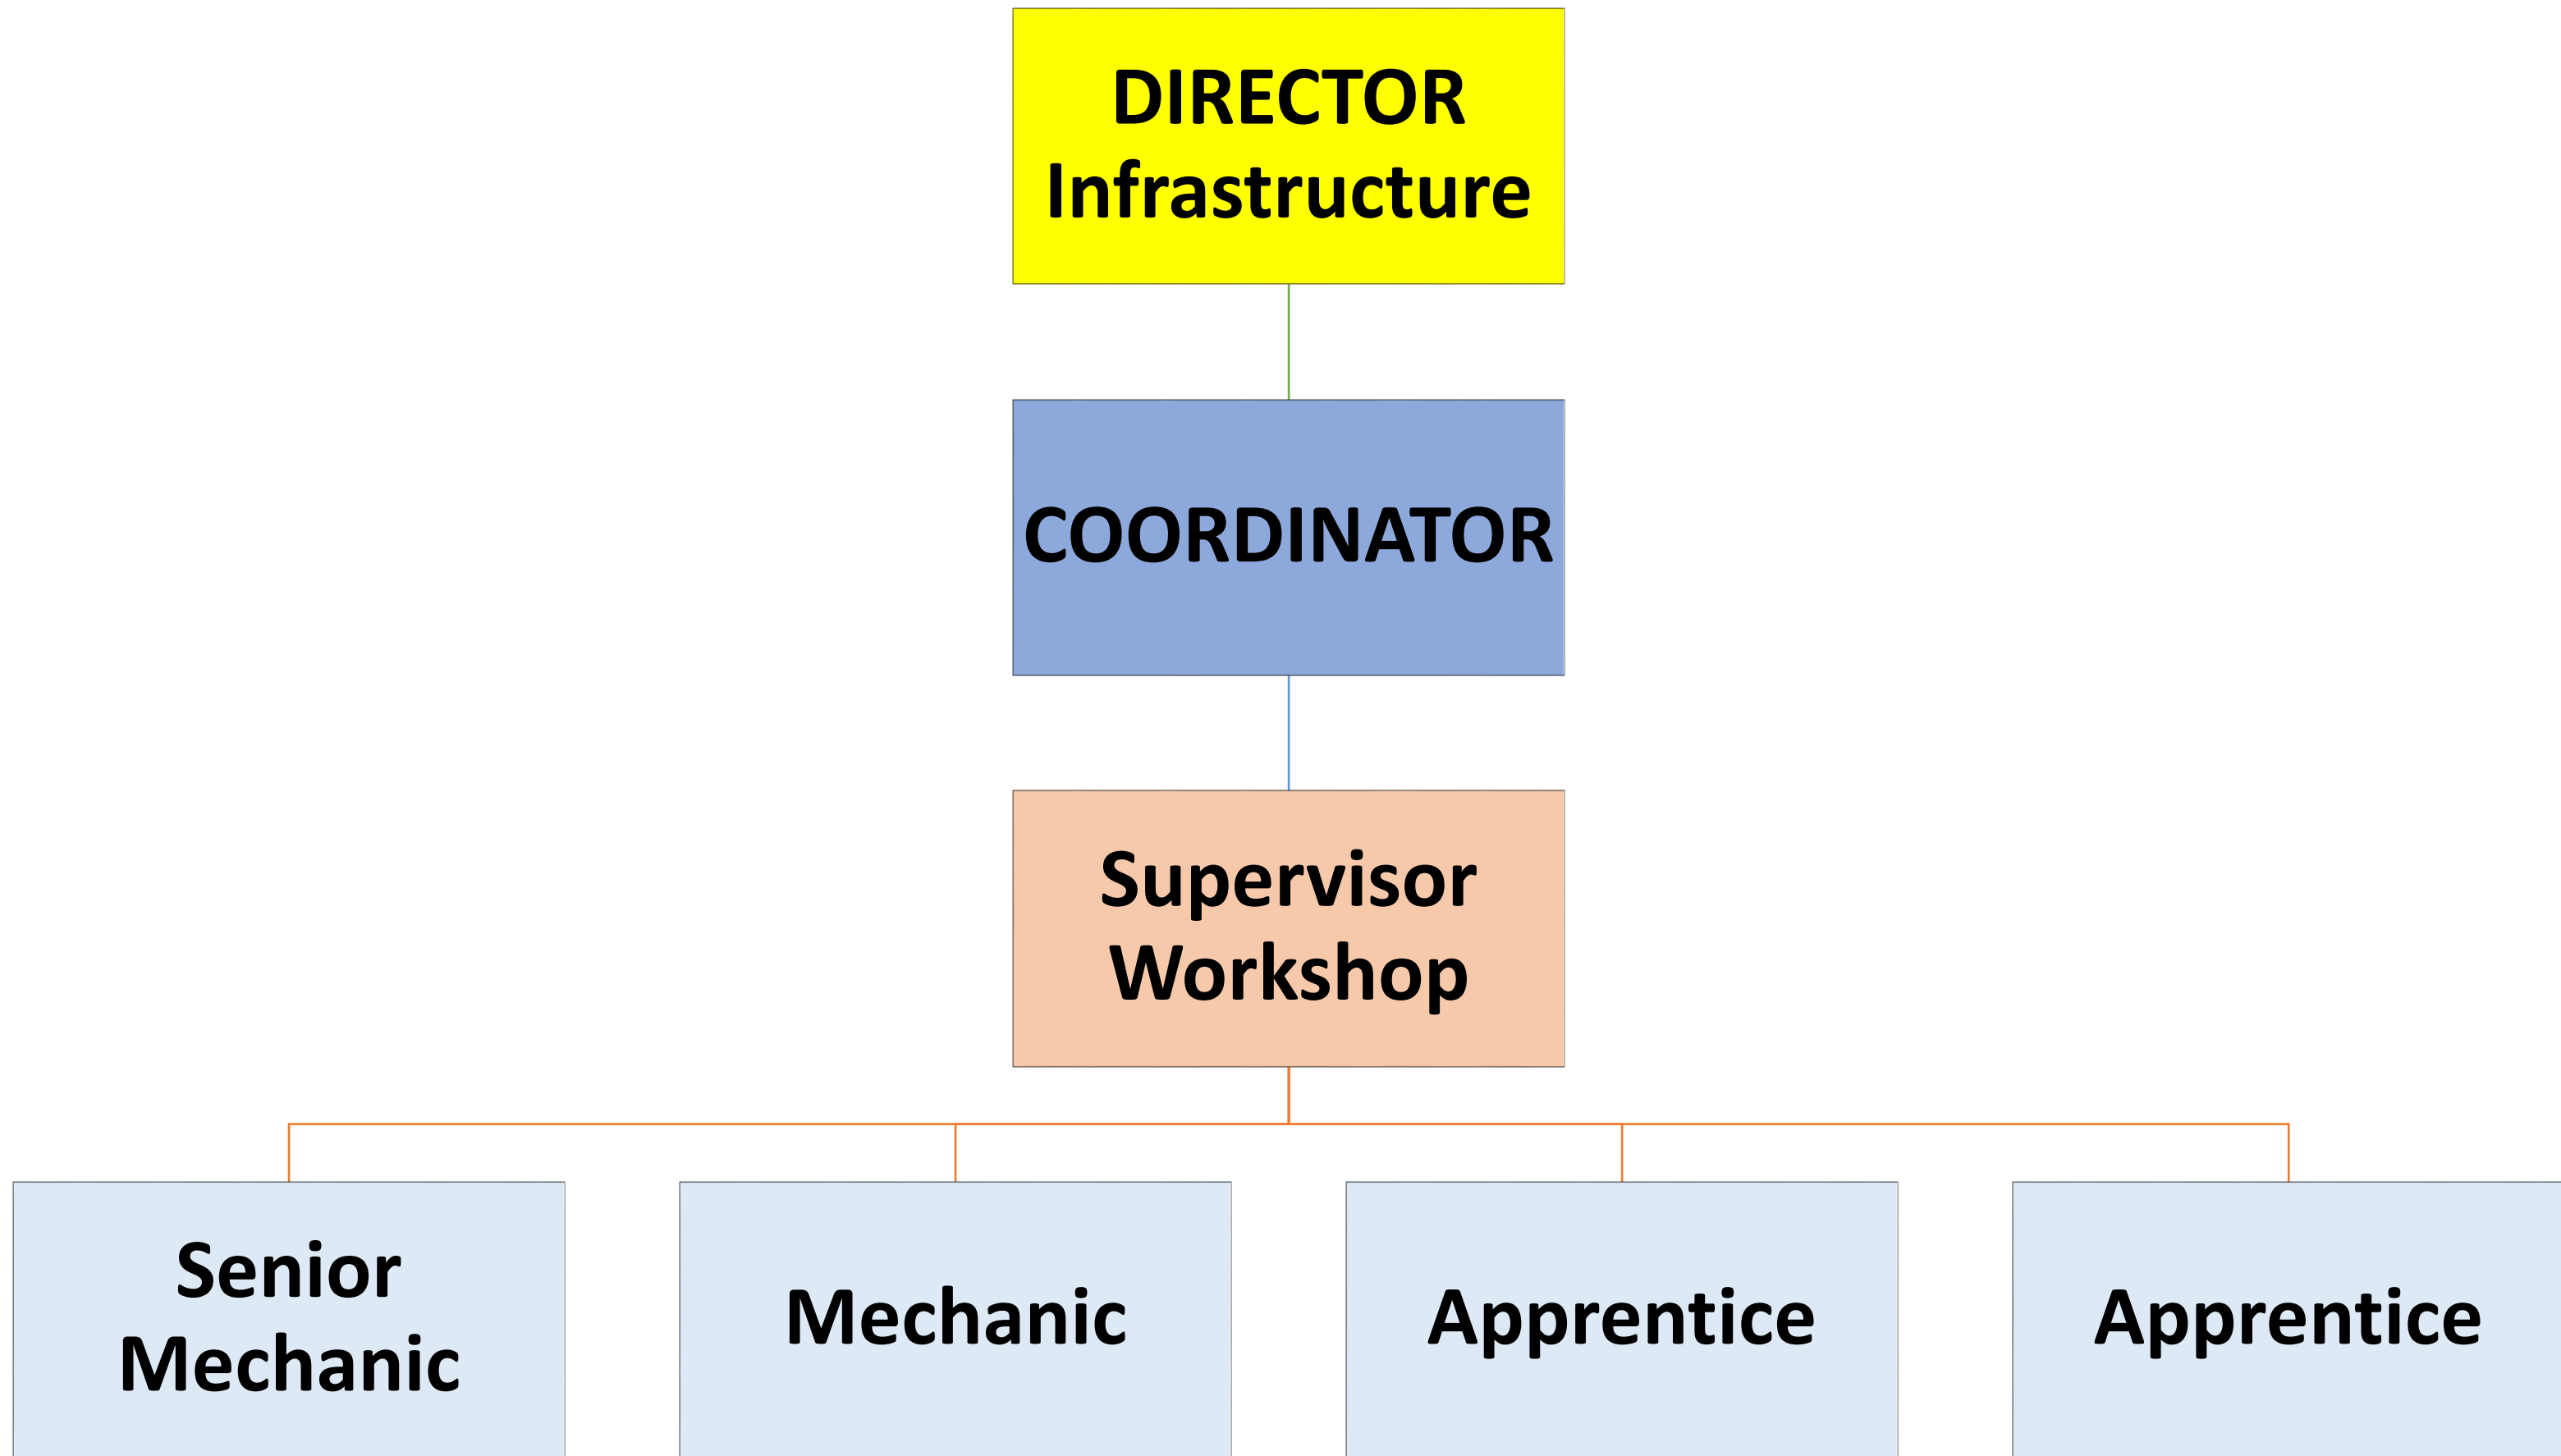 DIRECTOR
Infrastructure
COORDINATOR
Supervisor
Workshop
Senior
Mechanic
Mechanic
Apprentice
Apprentice